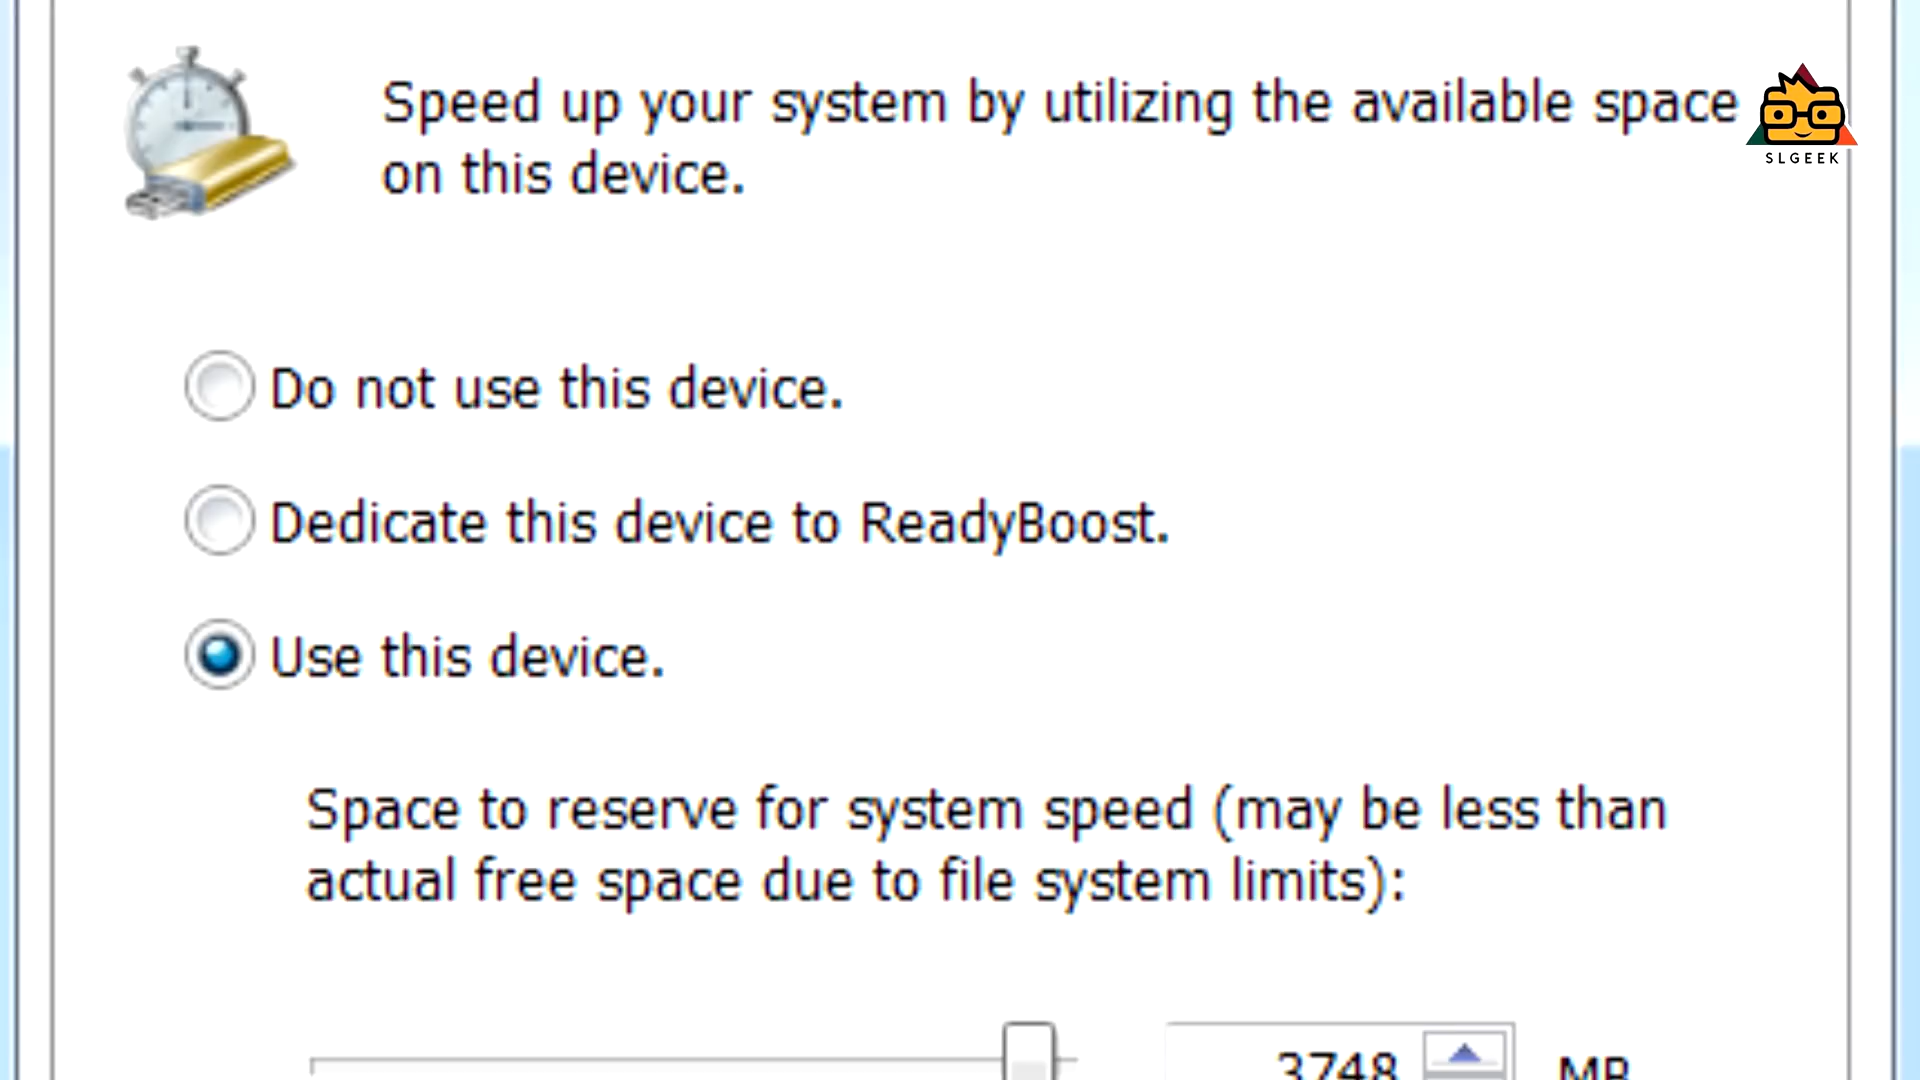 Speed up your system by utilizing the available space
on this device.
SLGEEK
Do not use this device.
Dedicate this device to ReadyBoost.
Use this device.
Space to reserve for system speed (may be less than
actual free space due to file system limits):
3748 MB